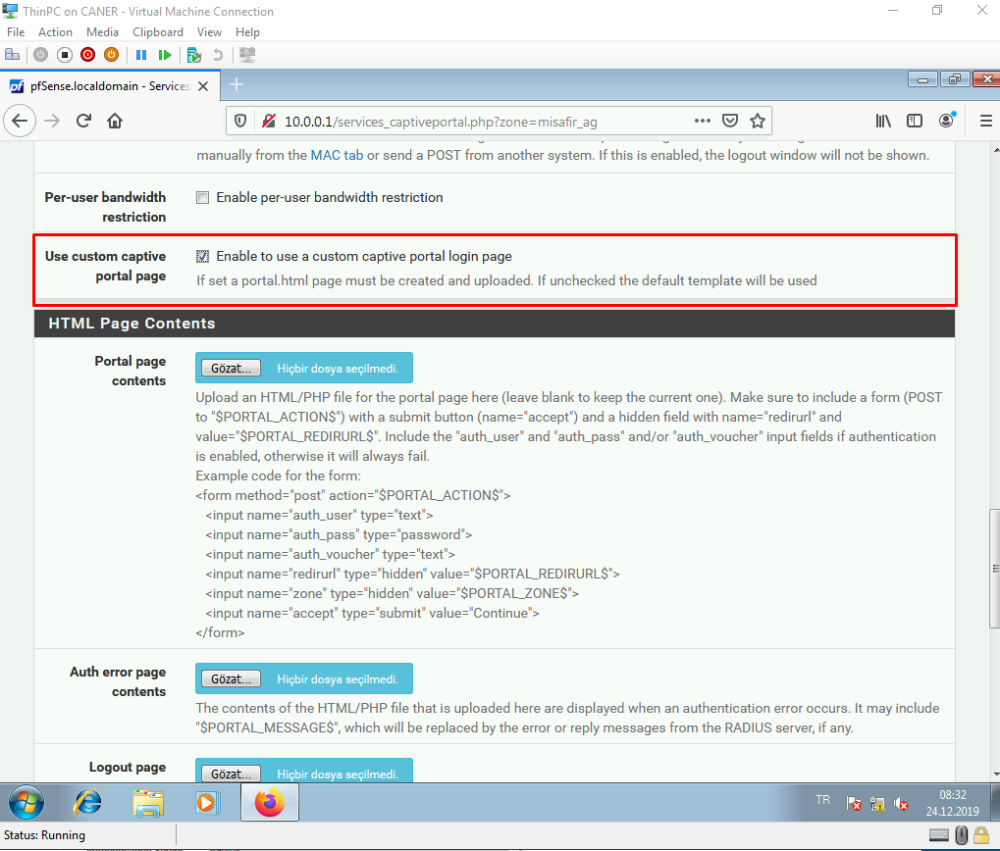 ThinPC on CANER - Virtual Machine Connection
File Action Media Clipboard View Help
pfSense.localdomain - Services:
10.0.0.1/services_captiveportal.php?zone=misafir_ag
manually from the MAC tab or send a POST from another system. If this is enabled, the logout window will not be shown.
Per-user bandwidth restriction
Enable per-user bandwidth restriction
Use custom captive portal page
Enable to use a custom captive portal login page
If set a portal.html page must be created and uploaded. If unchecked the default template will be used
HTML Page Contents
Portal page contents
Gözat... Hiçbir dosya seçilmedi.
Upload an HTML/PHP file for the portal page here (leave blank to keep the current one). Make sure to include a form (POST
to "$PORTAL_ACTION$") with a submit button (name="accept") and a hidden field with name="redirurl" and
value="$PORTAL_REDIRURL$". Include the "auth_user" and "auth_pass" and/or "auth_voucher" input fields if authentication
is enabled, otherwise it will always fail.
Example code for the form:
<form method="post" action="$PORTAL_ACTION$">
<input name="auth_user" type="text">
<input name="auth_pass" type="password">
<input name="auth_voucher" type="text">
<input name="redirurl" type="hidden" value="$PORTAL_REDIRURL$">
<input name="zone" type="hidden" value="$PORTAL_ZONE$">
<input name="accept" type="submit" value="Continue">
</form>
Auth error page contents
Gözat... Hiçbir dosya seçilmedi.
The contents of the HTML/PHP file that is uploaded here are displayed when an authentication error occurs. It may include
"$PORTAL_MESSAGE$", which will be replaced by the error or reply messages from the RADIUS server, if any.
Logout page
Gözat... Hiçbir dosya seçilmedi.
TR
08:32
24.12.2019
Status: Running